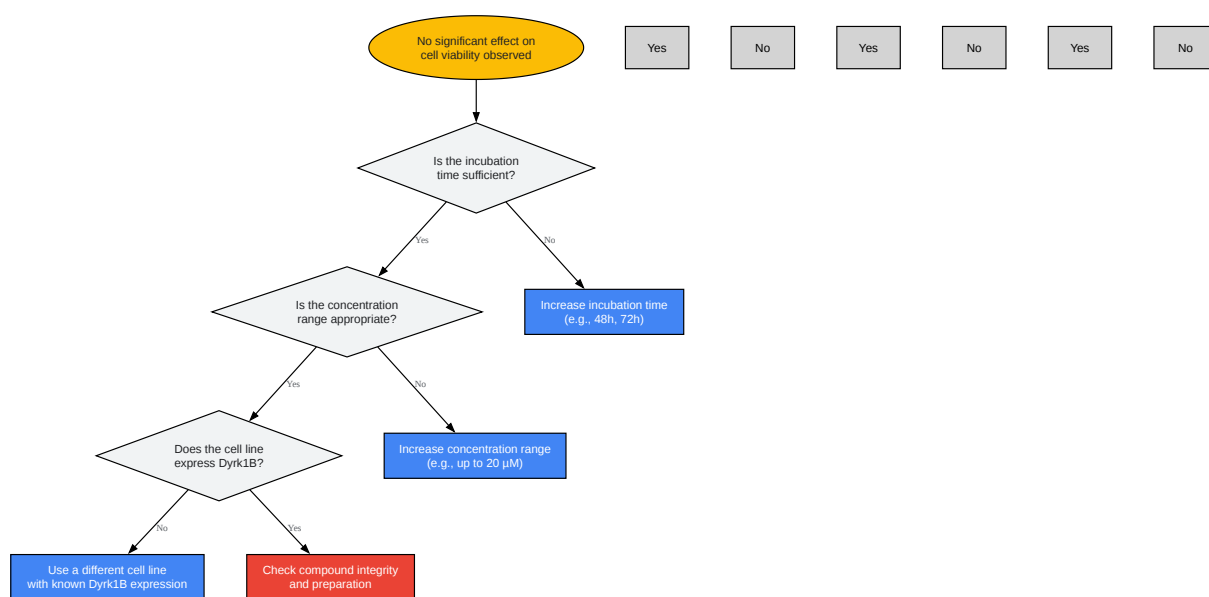 No significant effect on
cell viability observed
Yes
No
Yes
No
Yes
No
Is the incubation
time sufficient?
Yes
No
Is the concentration
range appropriate?
Increase incubation time
(e.g., 48h, 72h)
Yes
No
Does the cell line
express Dyrk1B?
Increase concentration range
(e.g., up to 20 µM)
No
Yes
Use a different cell line
with known Dyrk1B expression
Check compound integrity
and preparation